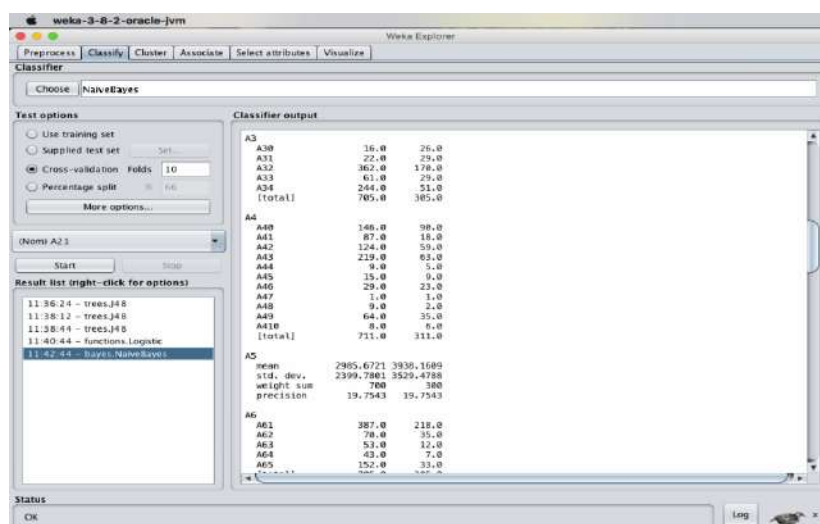 weka-3-8-2-oracle-jvm
Weka Explorer
Preprocess Classify Cluster Associate Select attributes Visualize
Classifier
Choose NaiveBayes
Test options
Use training set
Supplied test set Set...
Cross-validation Folds 10
Percentage split % 66
More options...
(Nom) A21
Start Stop
Result list (right-click for options)
11:36:24 - trees.J48
11:38:12 - trees.J48
11:38:44 - trees.J48
11:40:44 - functions.Logistic
11:42:44 - bayes.NaiveBayes
Classifier output
A3
A30 16.0 26.0
A31 22.0 29.0
A32 362.0 170.0
A33 61.0 29.0
A34 244.0 51.0
[total] 705.0 305.0
A4
A40 146.0 90.0
A41 87.0 18.0
A42 124.0 59.0
A43 219.0 63.0
A44 9.0 5.0
A45 15.0 9.0
A46 29.0 23.0
A47 1.0 1.0
A48 9.0 2.0
A49 64.0 35.0
A410 8.0 6.0
[total] 711.0 311.0
A5
mean 2985.6721 3938.1609
std. dev. 2399.7801 3529.4788
weight sum 700 300
precision 19.7543 19.7543
A6
A61 387.0 218.0
A62 70.0 35.0
A63 53.0 12.0
A64 43.0 7.0
A65 152.0 33.0
Status
OK
Log
x